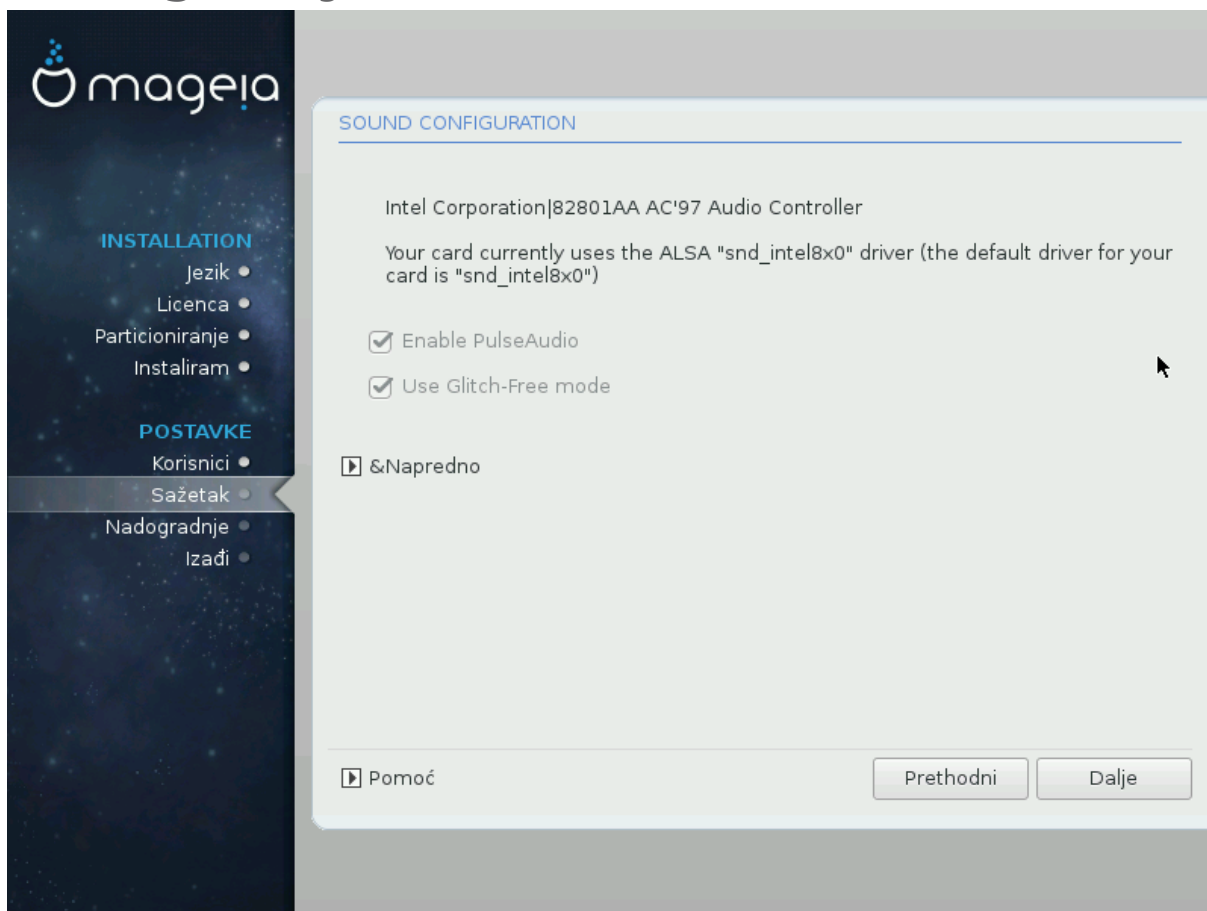 mageia
INSTALLATION
Jezik
Licenca
Particioniranje
Instaliram
POSTAVKE
Korisnici
Sažetak
Nadogradnje
Izađi
SOUND CONFIGURATION
Intel Corporation|82801AA AC'97 Audio Controller
Your card currently uses the ALSA "snd_intel8x0" driver (the default driver for your
card is "snd_intel8x0")
Enable PulseAudio
Use Glitch-Free mode
&Napredno
Pomoć
Prethodni
Dalje